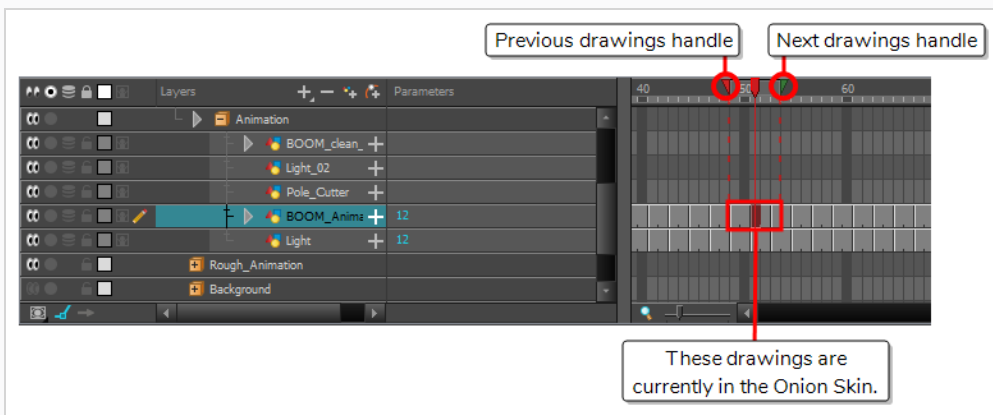 Previous drawings handle
Next drawings handle
Layers
Parameters
40
50
60
Animation
BOOM_clean_
Light_02
Pole_Cutter
BOOM_Anima
12
Light
12
Rough_Animation
Background
These drawings are
currently in the Onion Skin.